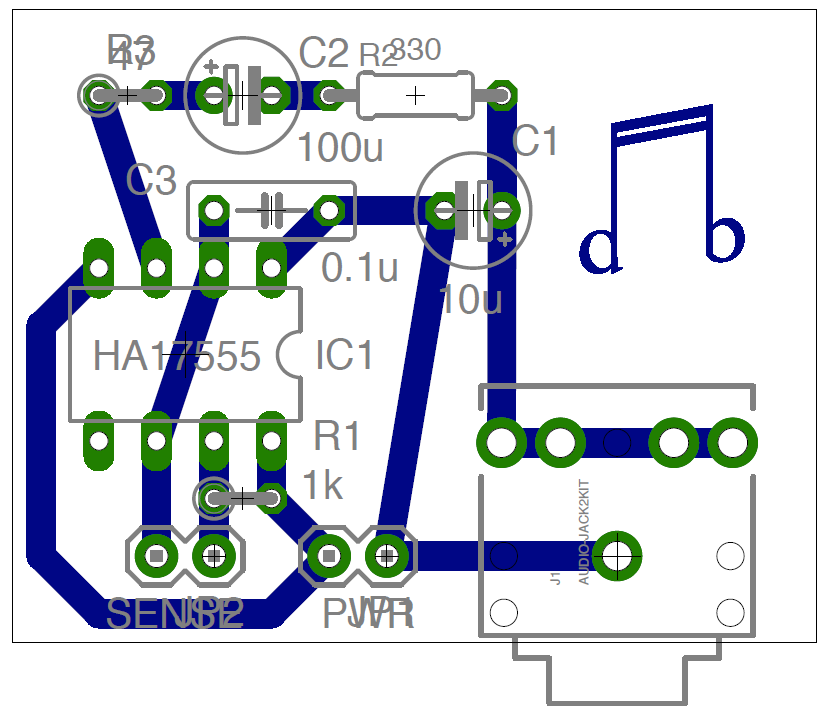 R3
47
C2
R2
330
100u
C1
C3
0.1u
10u
HA17555
IC1
R1
1k
AUDIO-JACK2KIT
J1
SENSE
JP2
PWR
JP1
d b